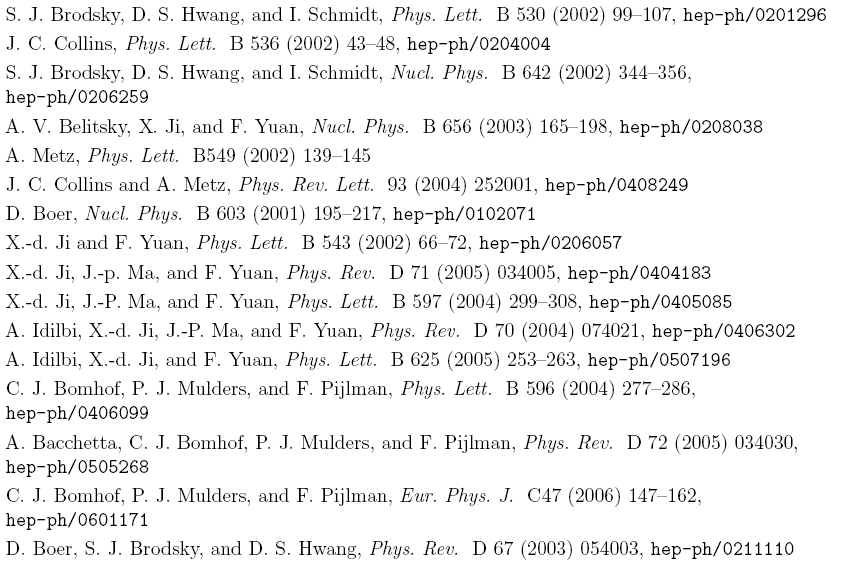 S. J. Brodsky, D. S. Hwang, and I. Schmidt, Phys. Lett. B 530 (2002) 99–107, hep-ph/0201296
J. C. Collins, Phys. Lett. B 536 (2002) 43–48, hep-ph/0204004
S. J. Brodsky, D. S. Hwang, and I. Schmidt, Nucl. Phys. B 642 (2002) 344–356,
hep-ph/0206259
A. V. Belitsky, X. Ji, and F. Yuan, Nucl. Phys. B 656 (2003) 165–198, hep-ph/0208038
A. Metz, Phys. Lett. B549 (2002) 139–145
J. C. Collins and A. Metz, Phys. Rev. Lett. 93 (2004) 252001, hep-ph/0408249
D. Boer, Nucl. Phys. B 603 (2001) 195–217, hep-ph/0102071
X.-d. Ji and F. Yuan, Phys. Lett. B 543 (2002) 66–72, hep-ph/0206057
X.-d. Ji, J.-p. Ma, and F. Yuan, Phys. Rev. D 71 (2005) 034005, hep-ph/0404183
X.-d. Ji, J.-P. Ma, and F. Yuan, Phys. Lett. B 597 (2004) 299–308, hep-ph/0405085
A. Idilbi, X.-d. Ji, J.-P. Ma, and F. Yuan, Phys. Rev. D 70 (2004) 074021, hep-ph/0406302
A. Idilbi, X.-d. Ji, and F. Yuan, Phys. Lett. B 625 (2005) 253–263, hep-ph/0507196
C. J. Bomhof, P. J. Mulders, and F. Pijlman, Phys. Lett. B 596 (2004) 277–286,
hep-ph/0406099
A. Bacchetta, C. J. Bomhof, P. J. Mulders, and F. Pijlman, Phys. Rev. D 72 (2005) 034030,
hep-ph/0505268
C. J. Bomhof, P. J. Mulders, and F. Pijlman, Eur. Phys. J. C47 (2006) 147–162,
hep-ph/0601171
D. Boer, S. J. Brodsky, and D. S. Hwang, Phys. Rev. D 67 (2003) 054003, hep-ph/0211110